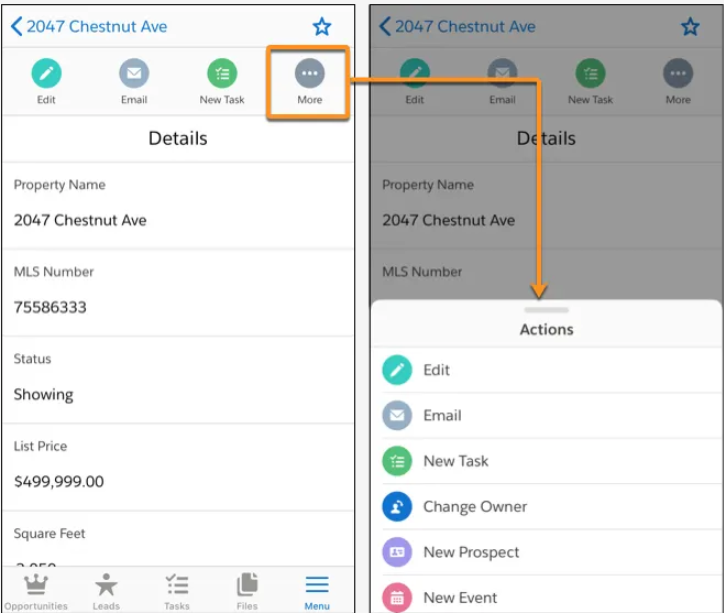 2047 Chestnut Ave
Edit Email New Task More
Details
Property Name
2047 Chestnut Ave
MLS Number
75586333
Status
Showing
List Price
$499,999.00
Square Feet
Opportunities Leads Tasks Files Menu
2047 Chestnut Ave
Edit Email New Task More
Details
Property Name
2047 Chestnut Ave
MLS Number
Actions
Edit
Email
New Task
Change Owner
New Prospect
New Event